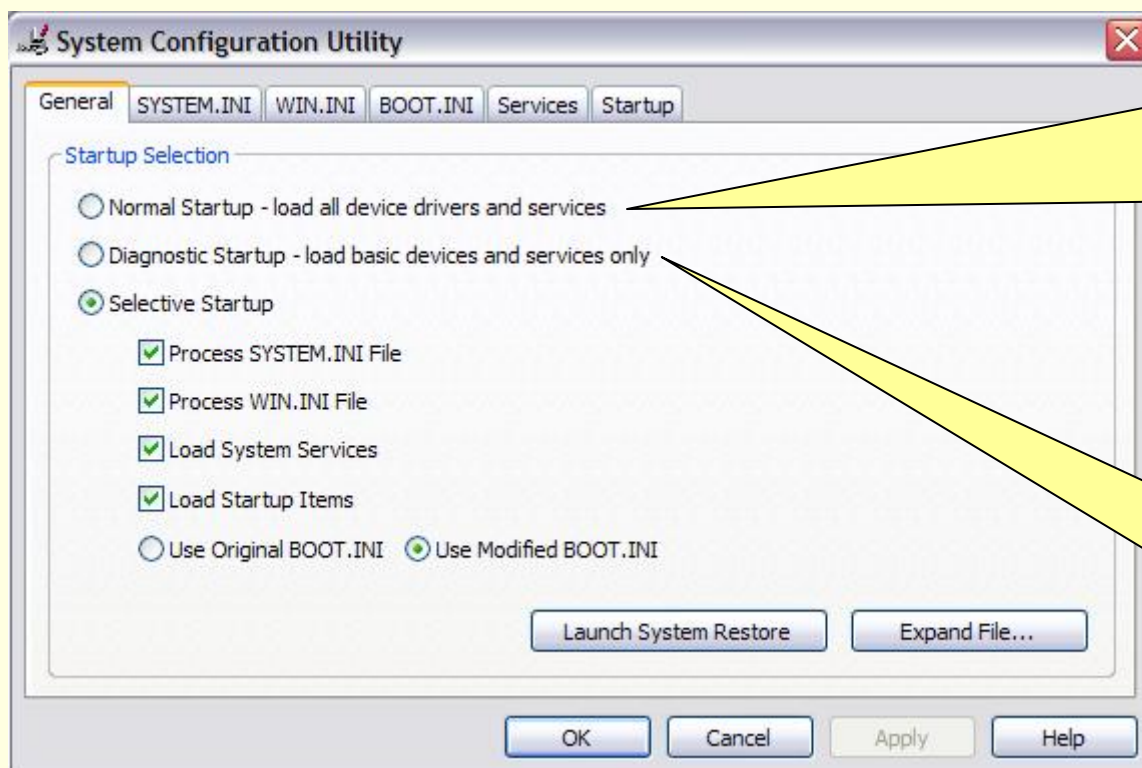 System Configuration Utility
General SYSTEM.INI WIN.INI BOOT.INI Services Startup
Startup Selection
Normal Startup - load all device drivers and services
Diagnostic Startup - load basic devices and services only
Selective Startup
Process SYSTEM.INI File
Process WIN.INI File
Load System Services
Load Startup Items
Use Original BOOT.INI Use Modified BOOT.INI
Launch System Restore Expand File...
OK Cancel Apply Help